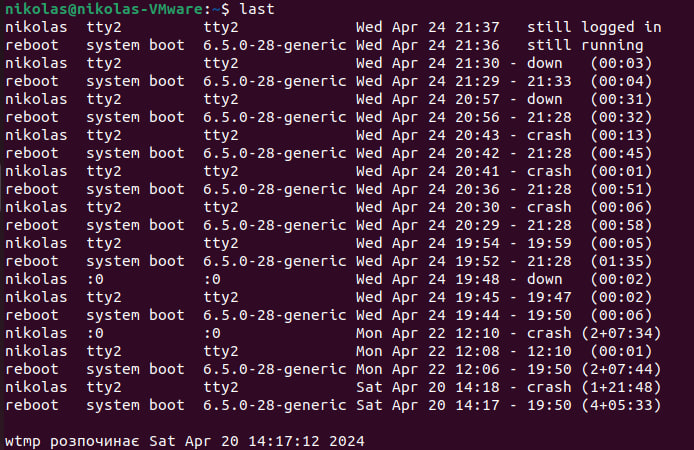 nikolas@nikolas-VMware:~$ last
nikolas  tty2         tty2             Wed Apr 24 21:37   still logged in
reboot   system boot  6.5.0-28-generic Wed Apr 24 21:36   still running
nikolas  tty2         tty2             Wed Apr 24 21:30 - down   (00:03)
reboot   system boot  6.5.0-28-generic Wed Apr 24 21:29 - 21:33  (00:04)
nikolas  tty2         tty2             Wed Apr 24 20:57 - down   (00:31)
reboot   system boot  6.5.0-28-generic Wed Apr 24 20:56 - 21:28  (00:32)
nikolas  tty2         tty2             Wed Apr 24 20:43 - crash  (00:13)
reboot   system boot  6.5.0-28-generic Wed Apr 24 20:42 - 21:28  (00:45)
nikolas  tty2         tty2             Wed Apr 24 20:41 - crash  (00:01)
reboot   system boot  6.5.0-28-generic Wed Apr 24 20:36 - 21:28  (00:51)
nikolas  tty2         tty2             Wed Apr 24 20:30 - crash  (00:06)
reboot   system boot  6.5.0-28-generic Wed Apr 24 20:29 - 21:28  (00:58)
nikolas  tty2         tty2             Wed Apr 24 19:54 - 19:59  (00:05)
reboot   system boot  6.5.0-28-generic Wed Apr 24 19:52 - 21:28  (01:35)
nikolas  :0           :0               Wed Apr 24 19:48 - down   (00:02)
nikolas  tty2         tty2             Wed Apr 24 19:45 - 19:47  (00:02)
reboot   system boot  6.5.0-28-generic Wed Apr 24 19:44 - 19:50  (00:06)
nikolas  :0           :0               Mon Apr 22 12:10 - crash (2+07:34)
nikolas  tty2         tty2             Mon Apr 22 12:08 - 12:10  (00:01)
reboot   system boot  6.5.0-28-generic Mon Apr 22 12:06 - 19:50 (2+07:44)
nikolas  tty2         tty2             Sat Apr 20 14:18 - crash (1+21:48)
reboot   system boot  6.5.0-28-generic Sat Apr 20 14:17 - 19:50 (4+05:33)
wtmp розпочинає Sat Apr 20 14:17:12 2024